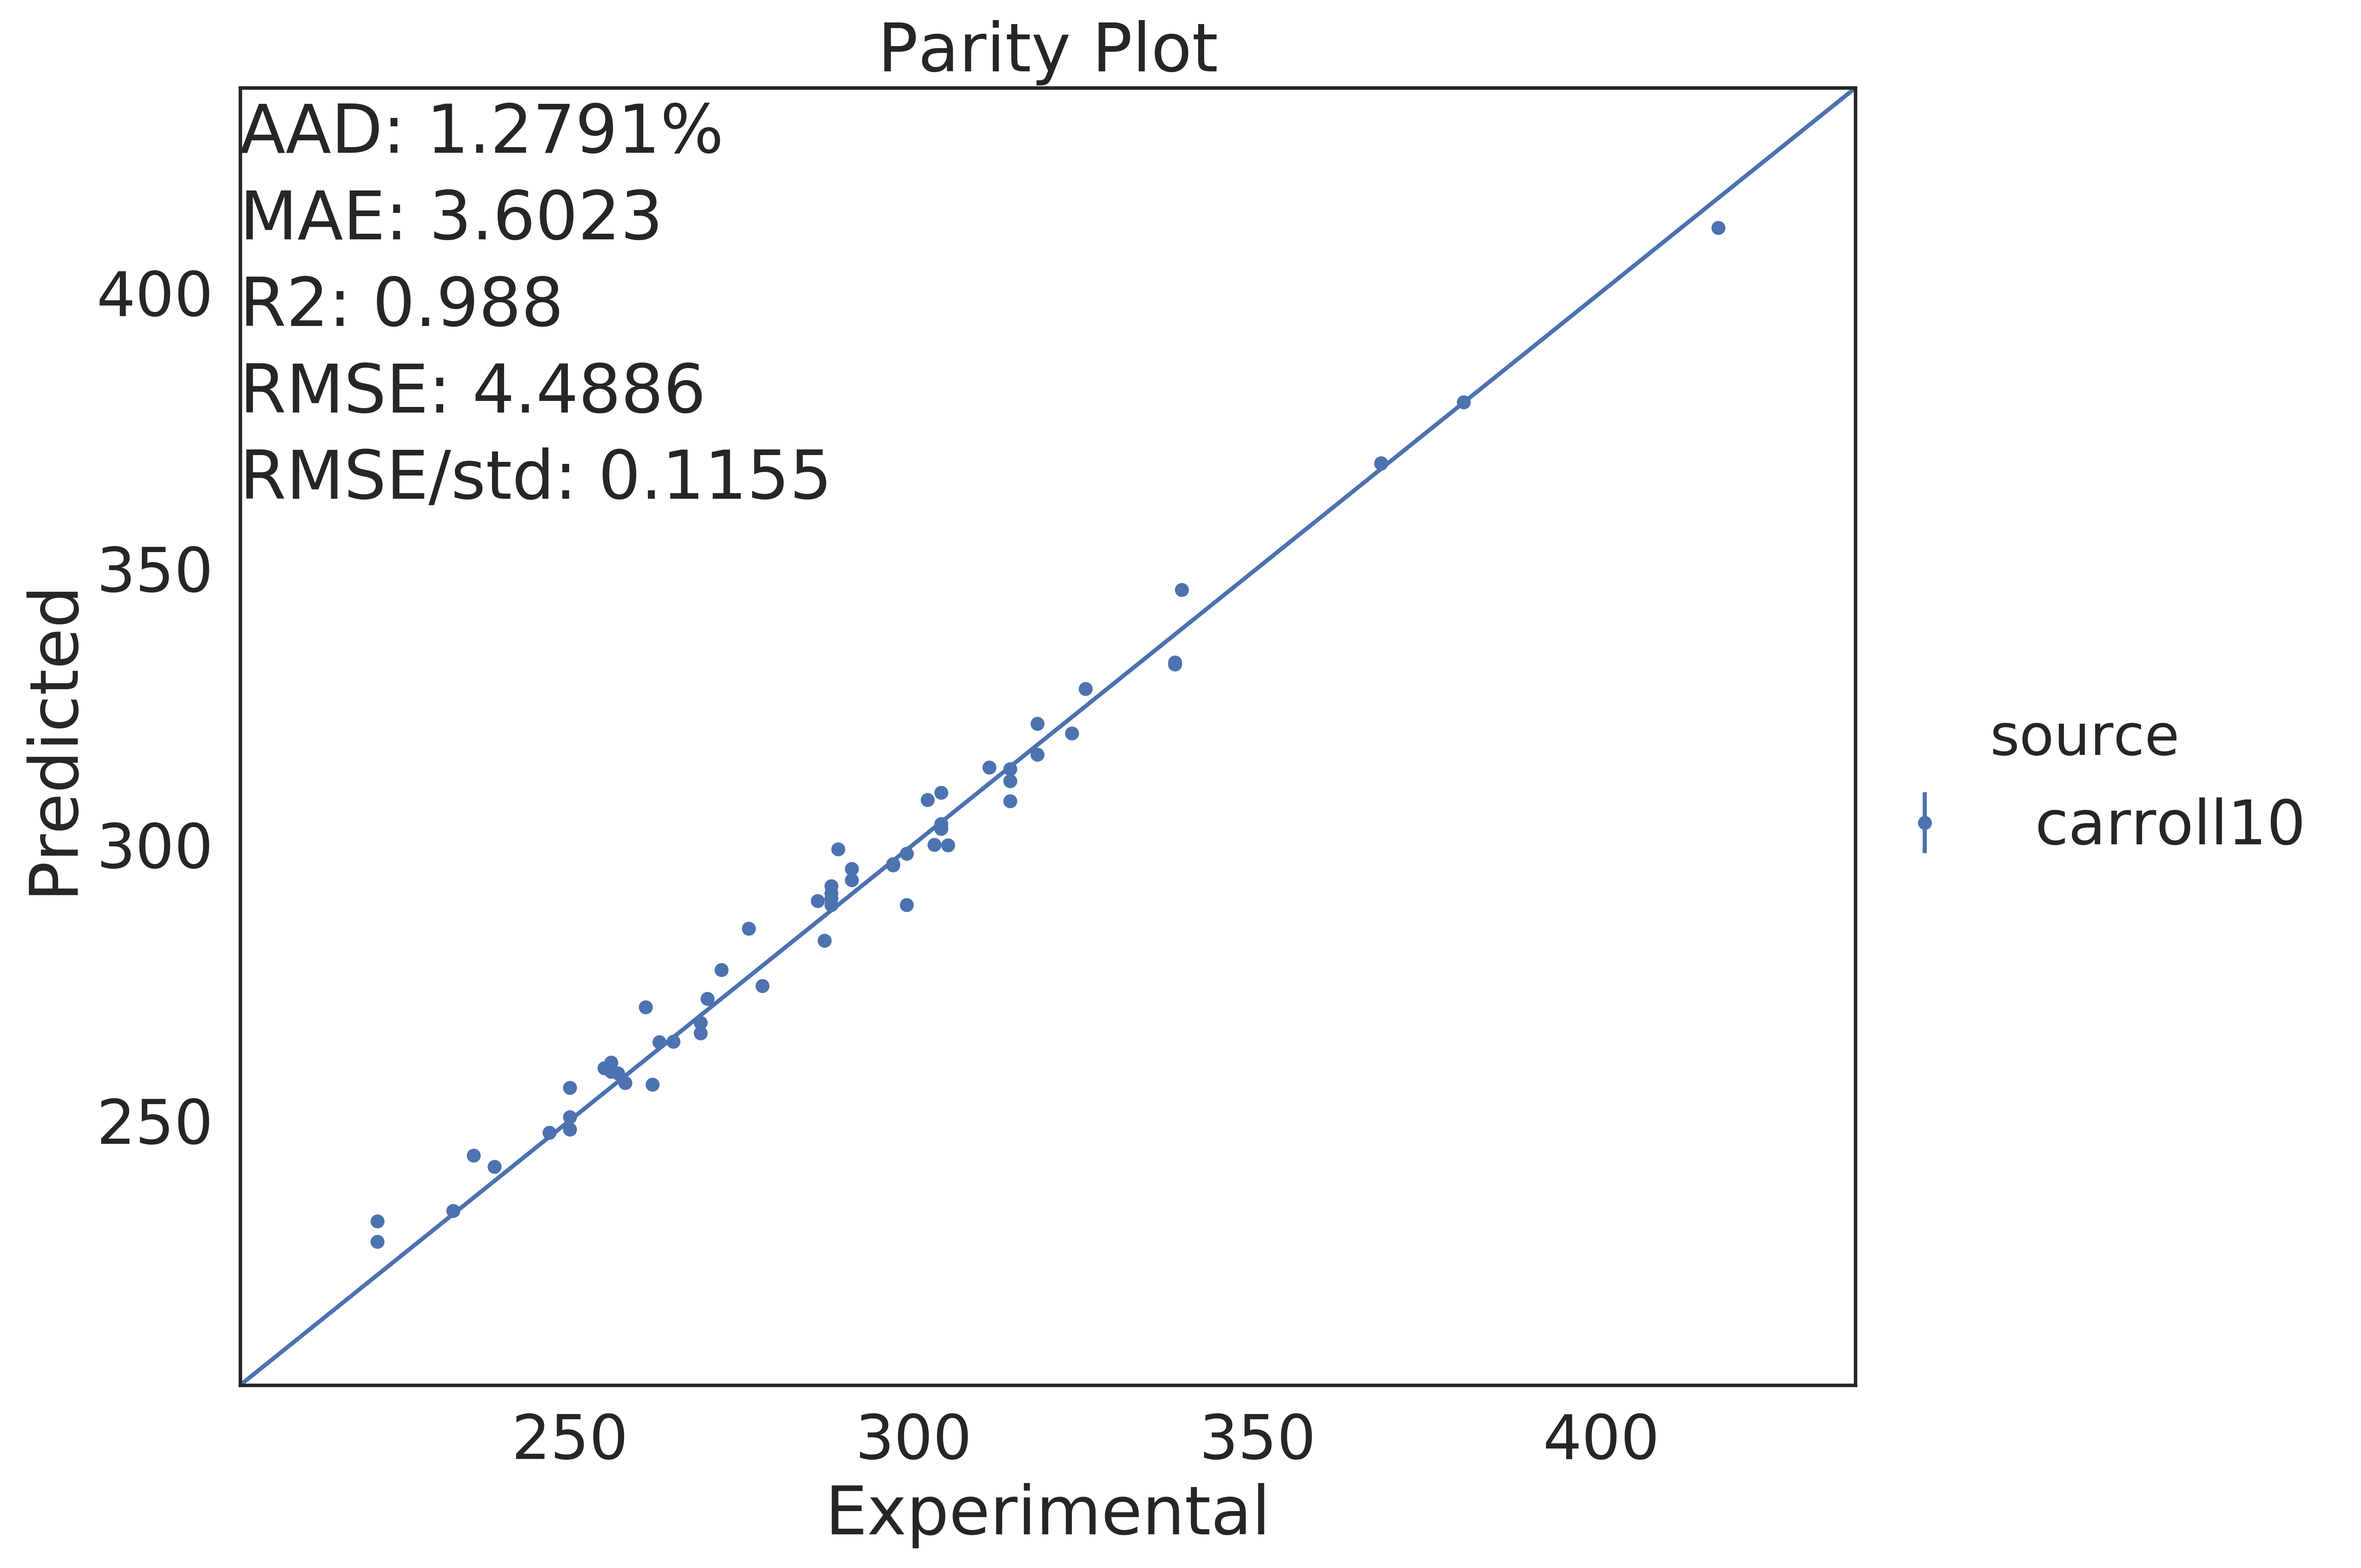 Parity Plot
AAD: 1.2791%
MAE: 3.6023
R2: 0.988
RMSE: 4.4886
RMSE/std: 0.1155
400
350
300
250
Predicted
250
300
350
400
Experimental
source
carroll10